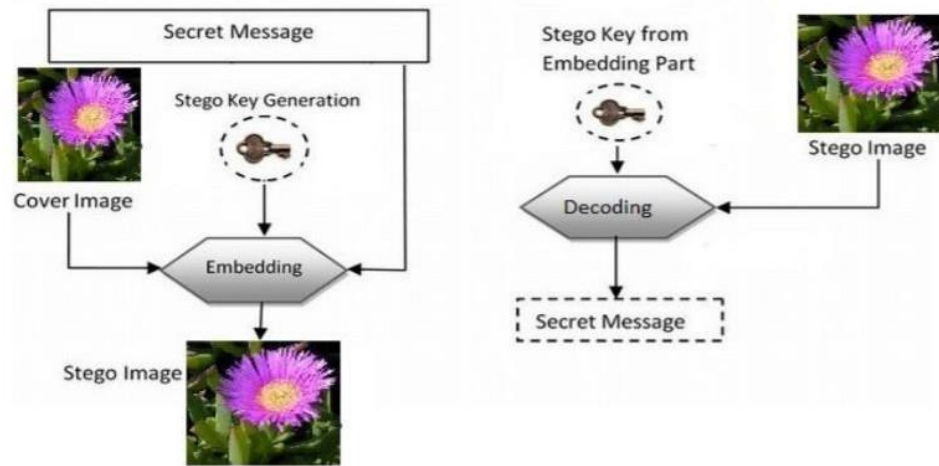 Secret Message
Stego Key Generation
Cover Image
Embedding
Stego Image
Stego Key from
Embedding Part
Stego Image
Decoding
Secret Message